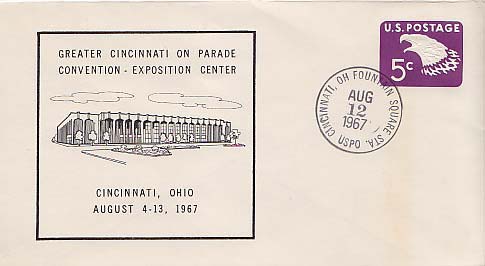 GREATER CINCINNATI ON PARADE
CONVENTION - EXPOSITION CENTER
CINCINNATI, OHIO
AUGUST 4-13, 1967
U.S. POSTAGE
5c
CINCINNATI, OH FOUNTAIN SQUARE STA.
AUG
12
1967
USPO